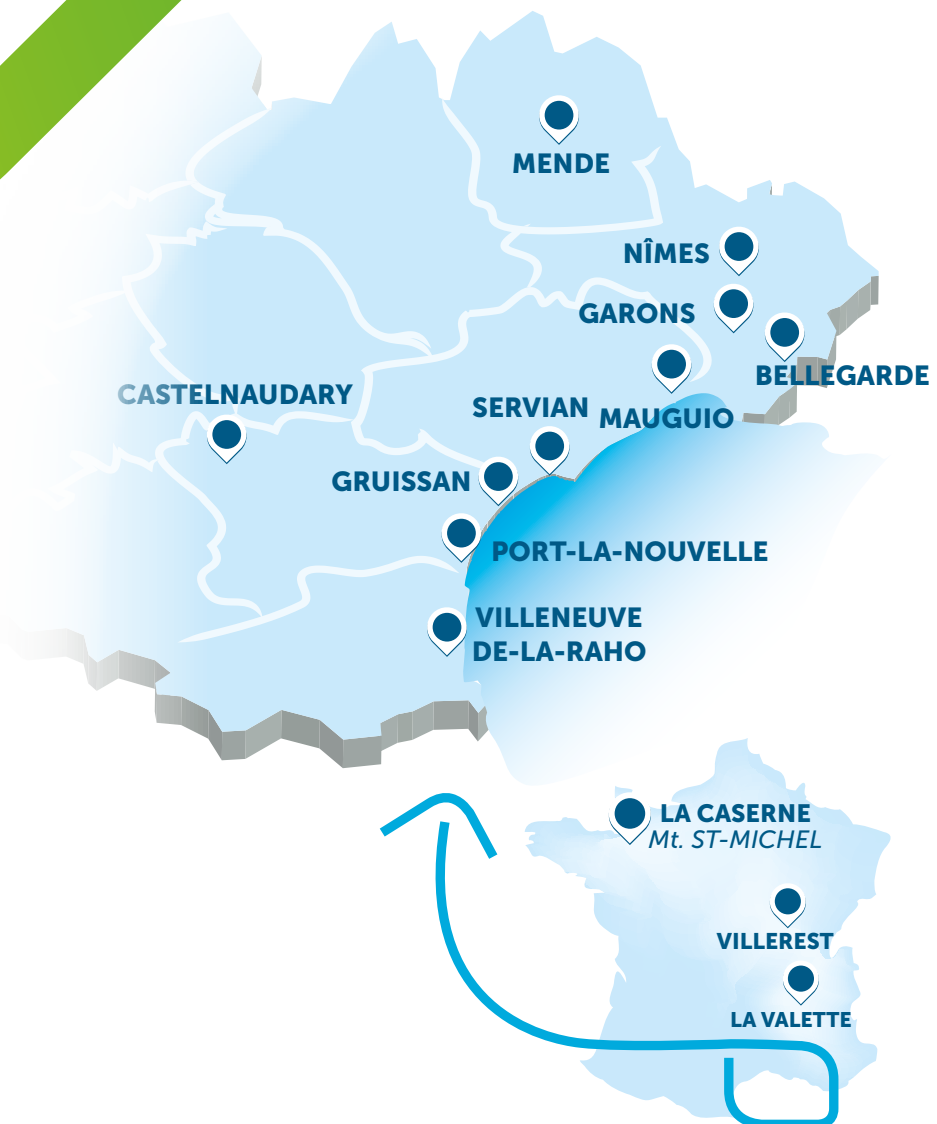 MENDE
NÎMES
GARONS
BELLEGARDE
CASTELNAUDARY
SERVIAN
MAUGUIO
GRUISSAN
PORT-LA-NOUVELLE
VILLENEUVE
DE-LA-RAHO
LA CASERNE
Mt. ST-MICHEL
VILLEREST
LA VALETTE